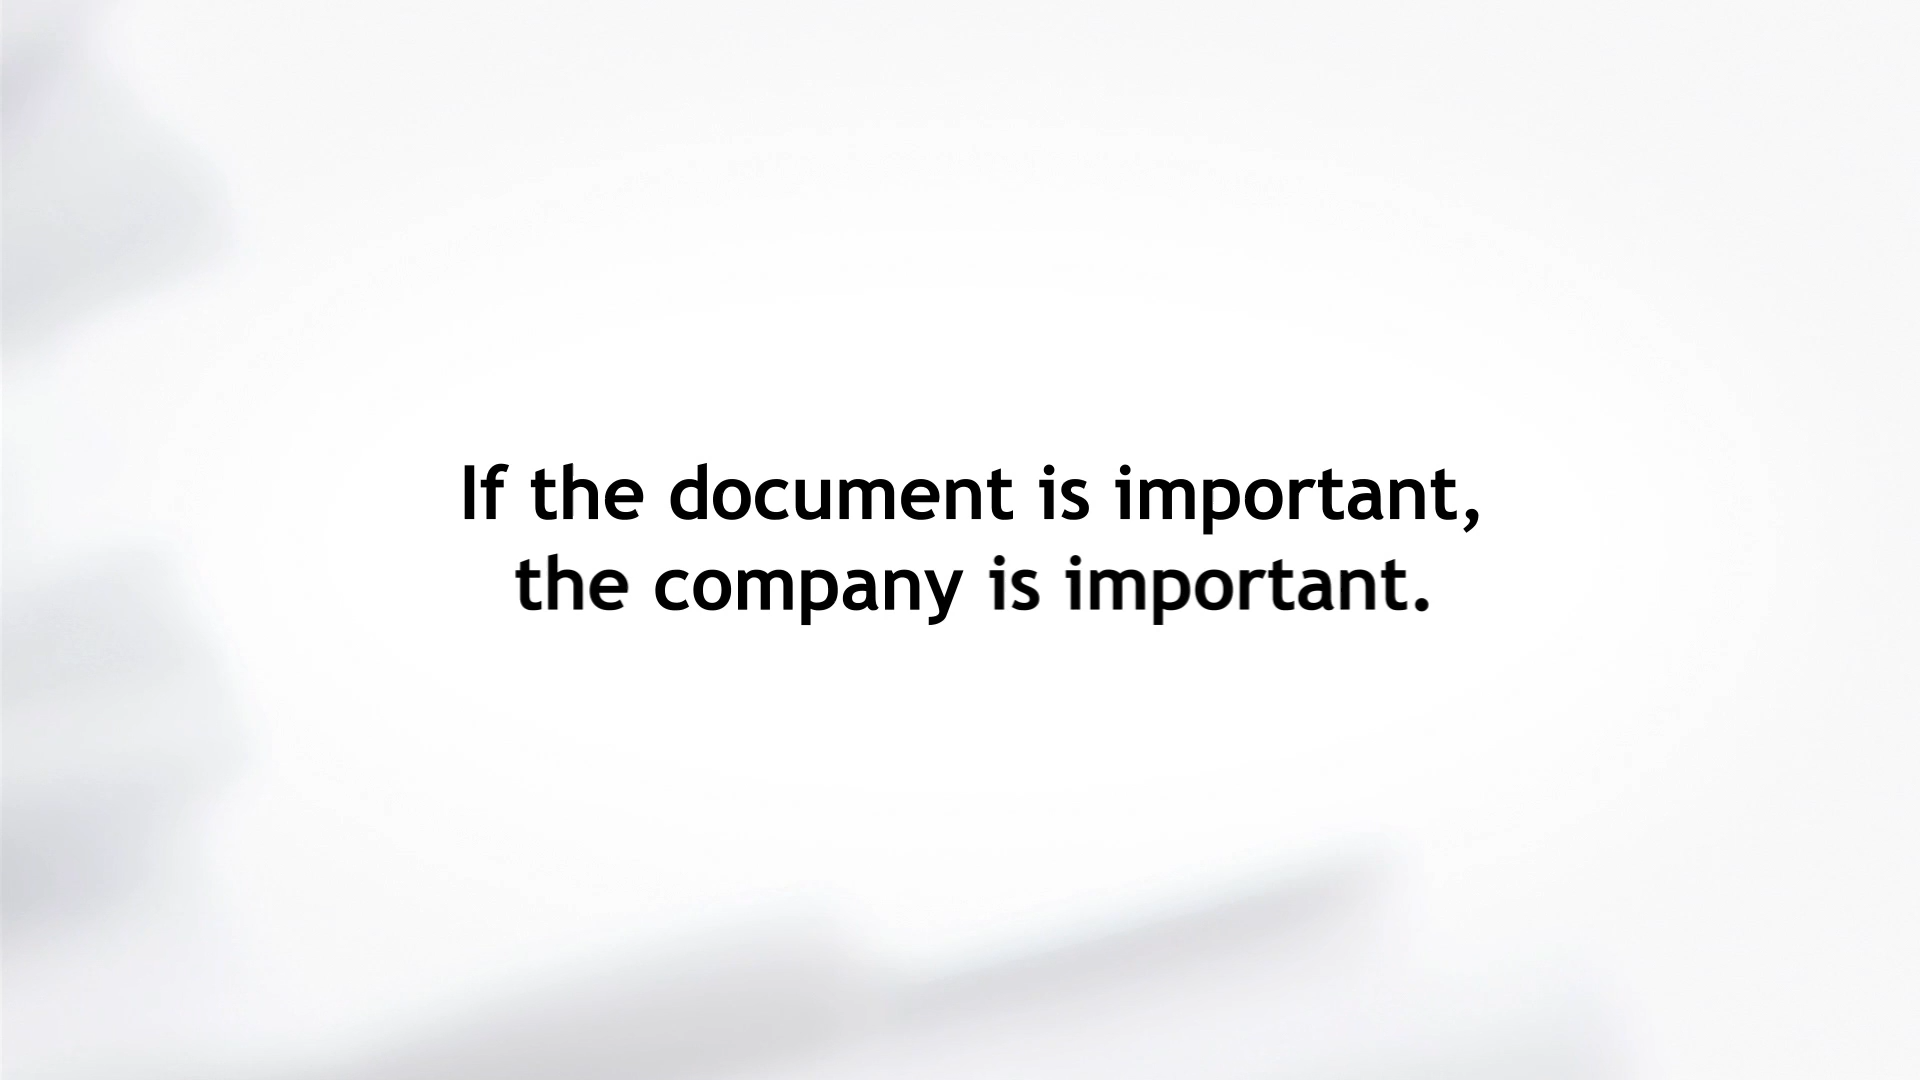 If the document is important,
the company is important.